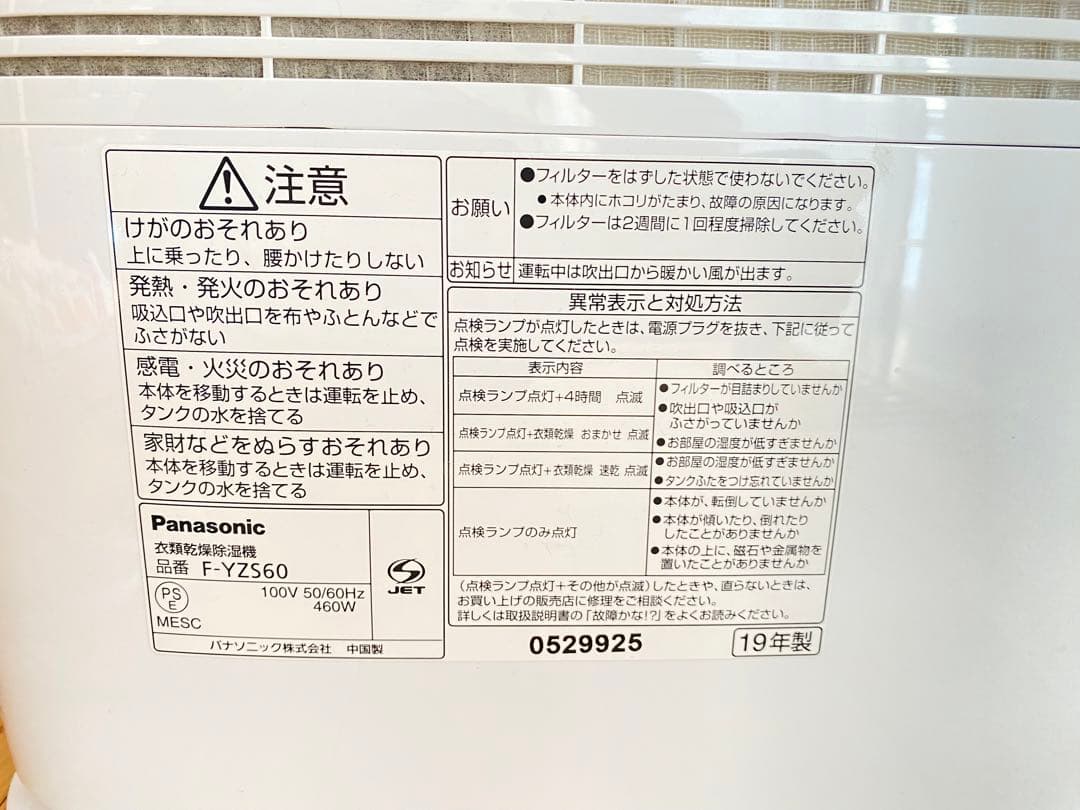 注意
けがのおそれあり
上に乗ったり、腰かけたりしない
発熱・発火のおそれあり
吸込口や吹出口を布やふとんなどで
ふさがない
感電・火災のおそれあり
本体を移動するときは運転を止め、
タンクの水を捨てる
家財などをぬらすおそれあり
本体を移動するときは運転を止め、
タンクの水を捨てる
Panasonic
衣類乾燥除湿機
品番 F-YZS60
PS
E
100V 50/60Hz
460W
MESC
JET
パナソニック株式会社 中国製
お願い
●フィルターをはずした状態で使わないでください。
●本体内にホコリがたまり、故障の原因になります。
●フィルターは2週間に1回程度掃除してください。
お知らせ 運転中は吹出口から暖かい風が出ます。
異常表示と対処方法
点検ランプが点灯したときは、電源プラグを抜き、下記に従って
点検を実施してください。
表示内容 調べるところ
点検ランプ点灯+4時間 点滅
点検ランプ点灯+衣類乾燥 おまかせ 点滅
●フィルターが目詰まりしていませんか
●吹出口や吸込口が
ふさがっていませんか
●お部屋の湿度が低すぎませんか
点検ランプ点灯+衣類乾燥 速乾 点滅
●お部屋の湿度が低すぎませんか
●タンクふたをつけ忘れていませんか
点検ランプのみ点灯
●本体が、転倒していませんか
●本体が傾いたり、倒れたり
したことがありませんか
●本体の上に、磁石や金属物を
置いたことがありませんか
(点検ランプ点灯+その他が点滅)したときや、直らないときは、
お買い上げの販売店に修理をご相談ください。
詳しくは取扱説明書の「故障かな!?」をよくお読みください。
0529925
19年製